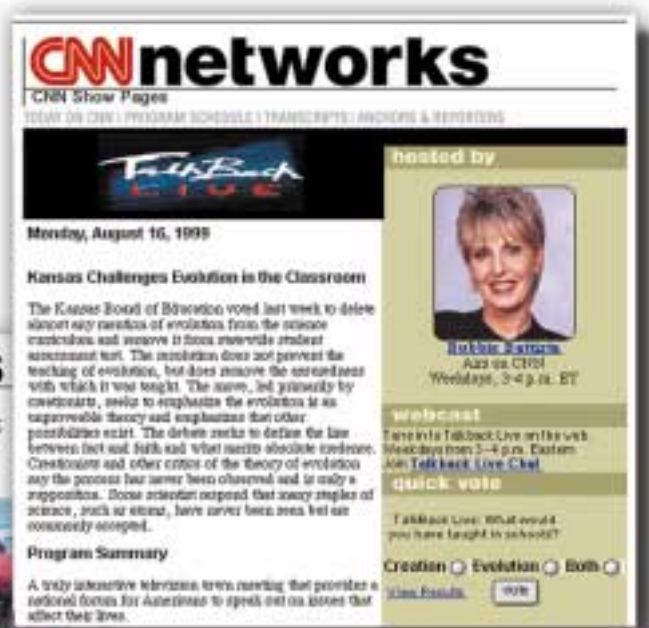 CNNnetworks
CNN Show Pages
TODAY ON CNN | PROGRAM SCHEDULE | TRANSCRIPTS | ANCHORS & REPORTERS
TalkBack
LIVE
Monday, August 16, 1999
Kansas Challenges Evolution in the Classroom
The Kansas Board of Education voted last week to delete
almost any mention of evolution from the science
curriculum and remove it from statewide student
assessment test. The resolution does not prevent the
teaching of evolution, but does remove the assuredness
with which it was taught. The move, led primarily by
creationists, seeks to emphasize the evolution is an
unproveable theory and emphasizes that other
possibilities exist. The debate seeks to define the line
between fact and faith and what merits absolute credence.
Creationists and other critics of the theory of evolution
say the process has never been observed and is only a
supposition. Some scientist respond that many staples of
science, such as atoms, have never been seen but are
commonly accepted.
Program Summary
A truly interactive television town meeting that provides a
national forum for Americans to speak out on issues that
affect their lives.
hosted by
Bobbie Battista
Airs on CNN
Weekdays, 3-4 p.m. ET
webcast
Tune in to Talkback Live on the web
Weekdays from 3-4 p.m. Eastern
Join Talkback Live Chat
quick vote
TalkBack Live: What would
you have taught in schools?
Creation Evolution Both
View Results vote